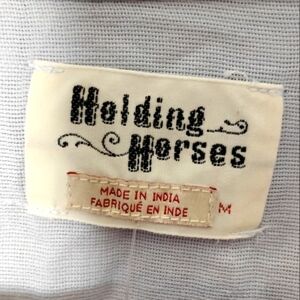 Holding
Horses
MADE IN INDIA
FABRIQUÉ EN INDE
M